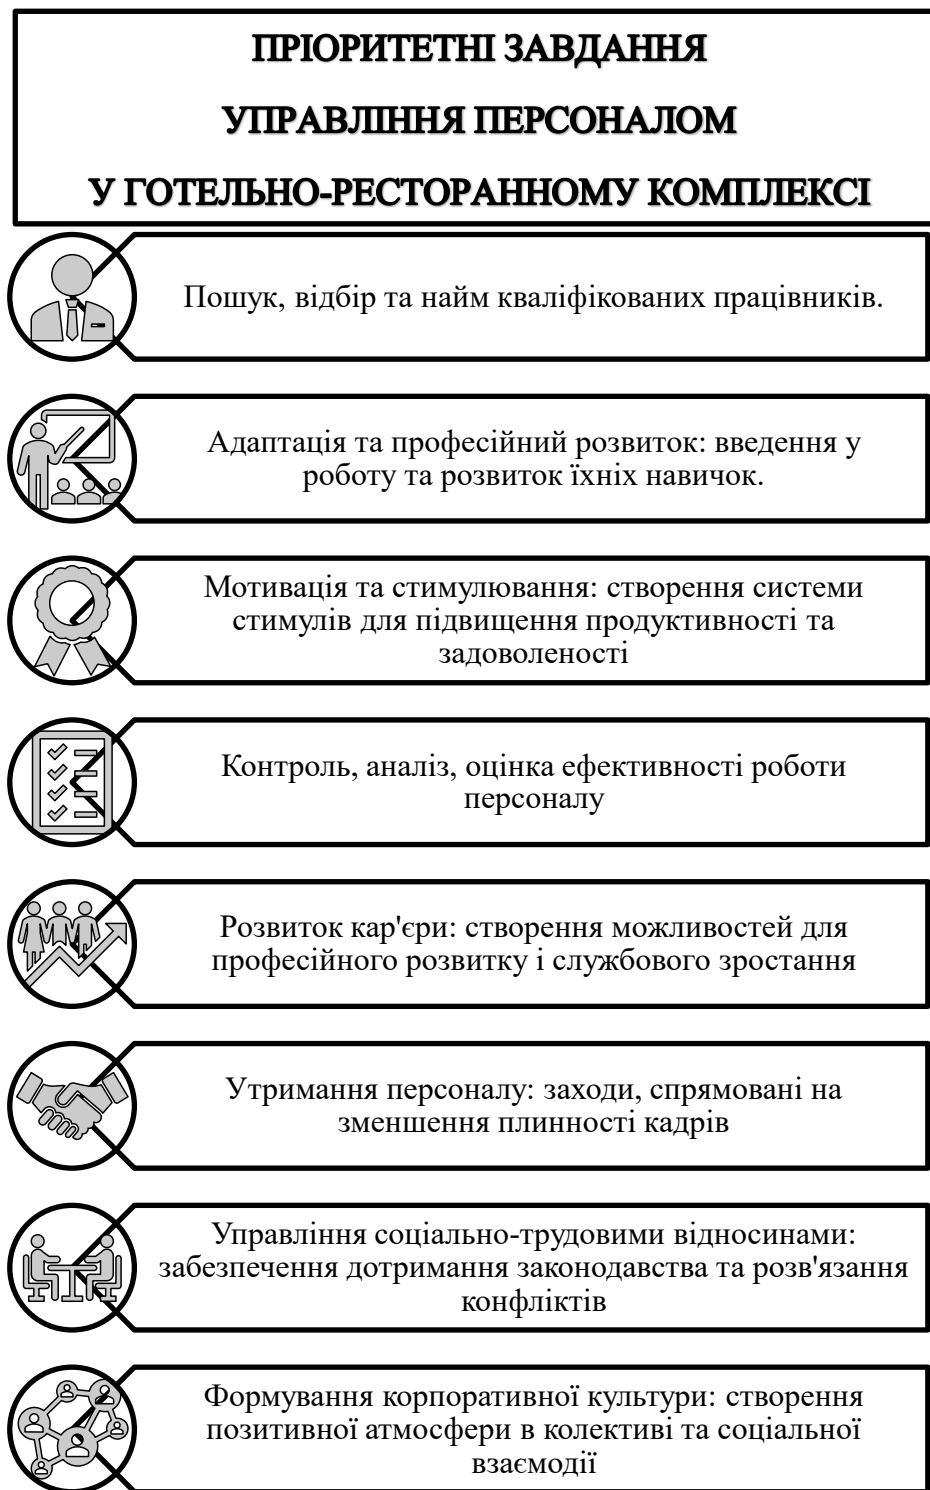 ПРІОРИТЕТНІ ЗАВДАННЯ
УПРАВЛІННЯ ПЕРСОНАЛОМ
У ГОТЕЛЬНО-РЕСТОРАННОМУ КОМПЛЕКСІ
Пошук, відбір та найм кваліфікованих працівників.
Адаптація та професійний розвиток: введення у
роботу та розвиток їхніх навичок.
Мотивація та стимулювання: створення системи
стимулів для підвищення продуктивності та
задоволеності
Контроль, аналіз, оцінка ефективності роботи
персоналу
Розвиток кар'єри: створення можливостей для
професійного розвитку і службового зростання
Утримання персоналу: заходи, спрямовані на
зменшення плинності кадрів
Управління соціально-трудовими відносинами:
забезпечення дотримання законодавства та розв'язання
конфліктів
Формування корпоративної культури: створення
позитивної атмосфери в колективі та соціальної
взаємодії